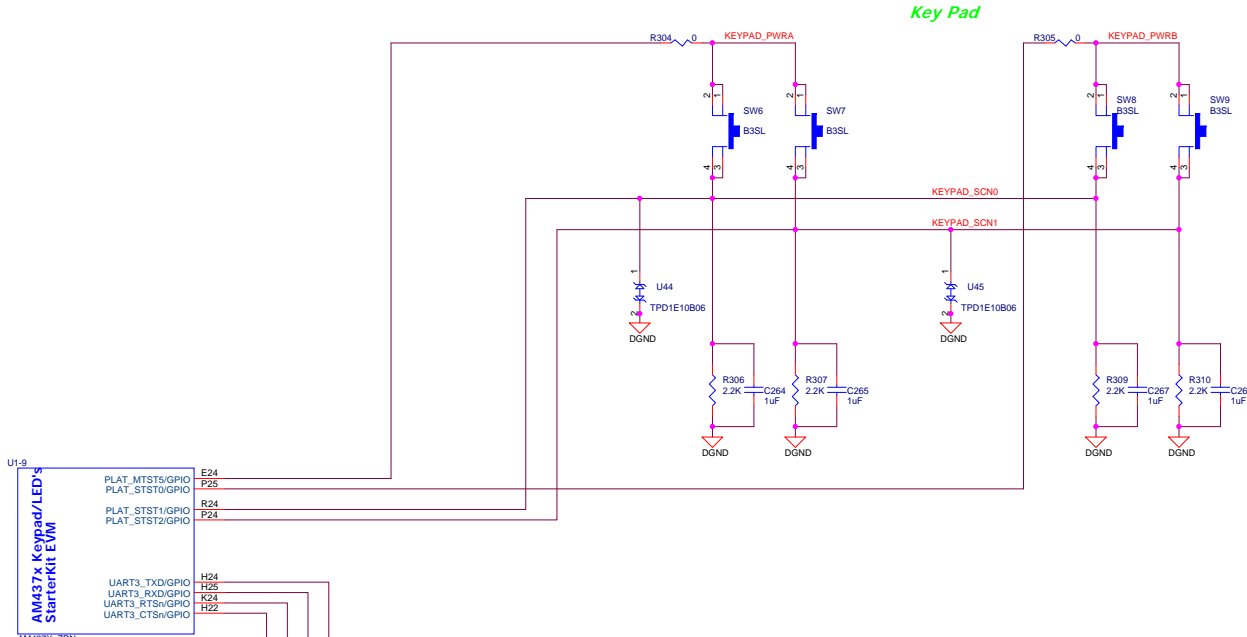 Key Pad
R304 0 KEYPAD_PWRA
R305 0 KEYPAD_PWRB
2 1
2 1
2 1
2 1
SW6
B3SL
SW7
B3SL
SW8
B3SL
SW9
B3SL
4 3
4 3
4 3
4 3
KEYPAD_SCN0
KEYPAD_SCN1
1
U44
TPD1E10B06
2
DGND
1
U45
TPD1E10B06
2
DGND
R306
2.2K
C264
1uF
DGND
R307
2.2K
C265
1uF
DGND
R309
2.2K
C267
1uF
DGND
R310
2.2K
C26
1uF
DGND
U1-9
AM437x Keypad/LED's
StarterKit EVM
PLAT_MTST5/GPIO E24
PLAT_STST0/GPIO P25
PLAT_STST1/GPIO R24
PLAT_STST2/GPIO P24
UART3_TXD/GPIO H24
UART3_RXD/GPIO H25
UART3_RTSn/GPIO K24
UART3_CTSn/GPIO H22